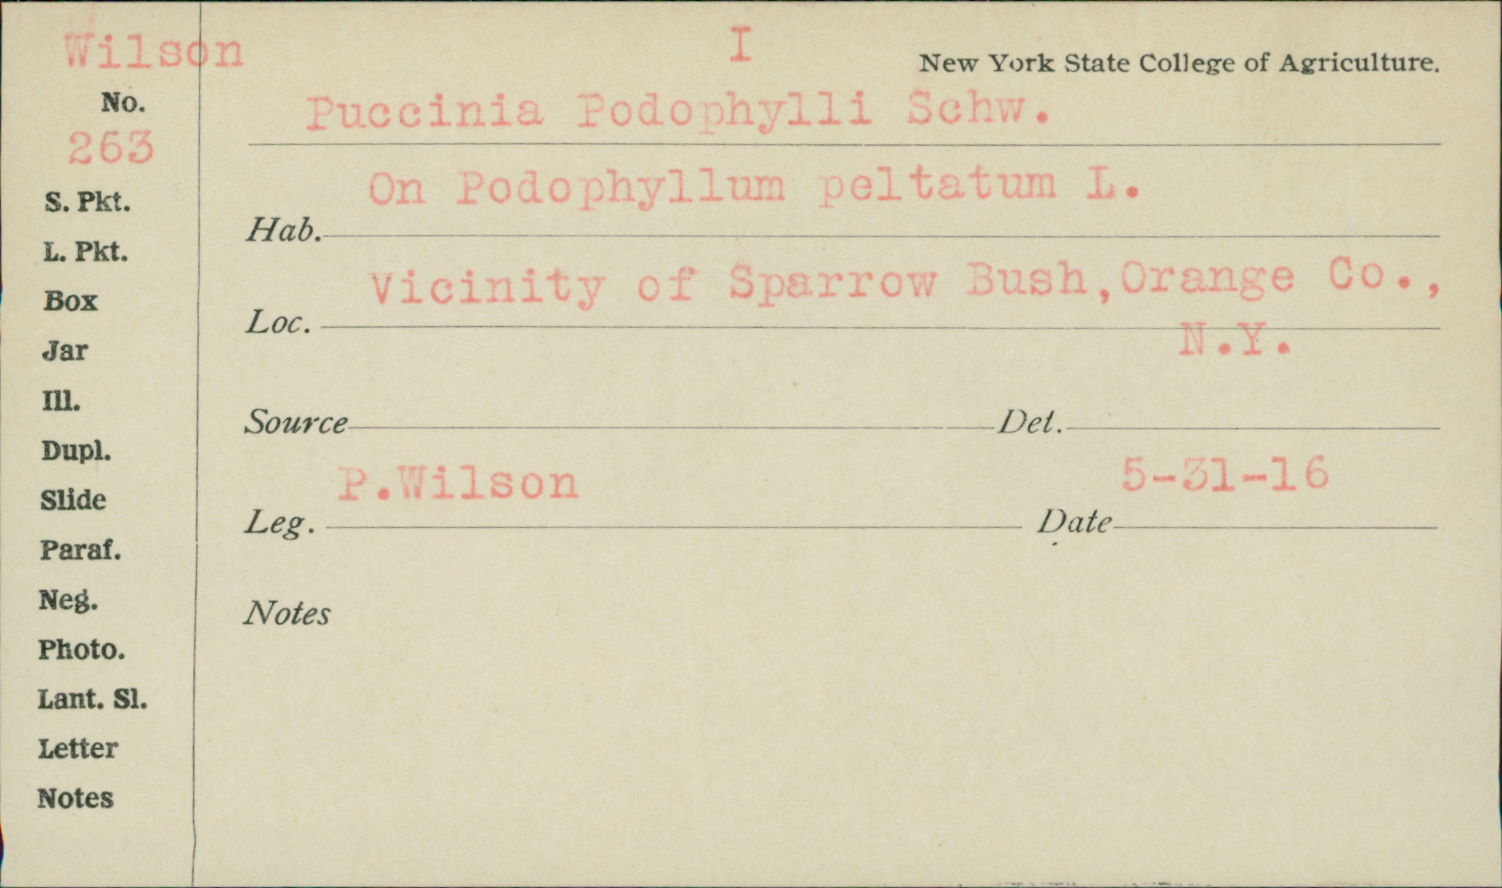 Wilson
I
New York State College of Agriculture.
No.
263
Puccinia Podophylli Schw.
S. Pkt.
On Podophyllum peltatum L.
Hab.
L. Pkt.
Vicinity of Sparrow Bush,Orange Co.,
Box
Loc.
N.Y.
Jar
Ill.
Source Det.
Dupl.
P.Wilson 5-31-16
Slide
Leg. Date
Paraf.
Neg.
Notes
Photo.
Lant. Sl.
Letter
Notes